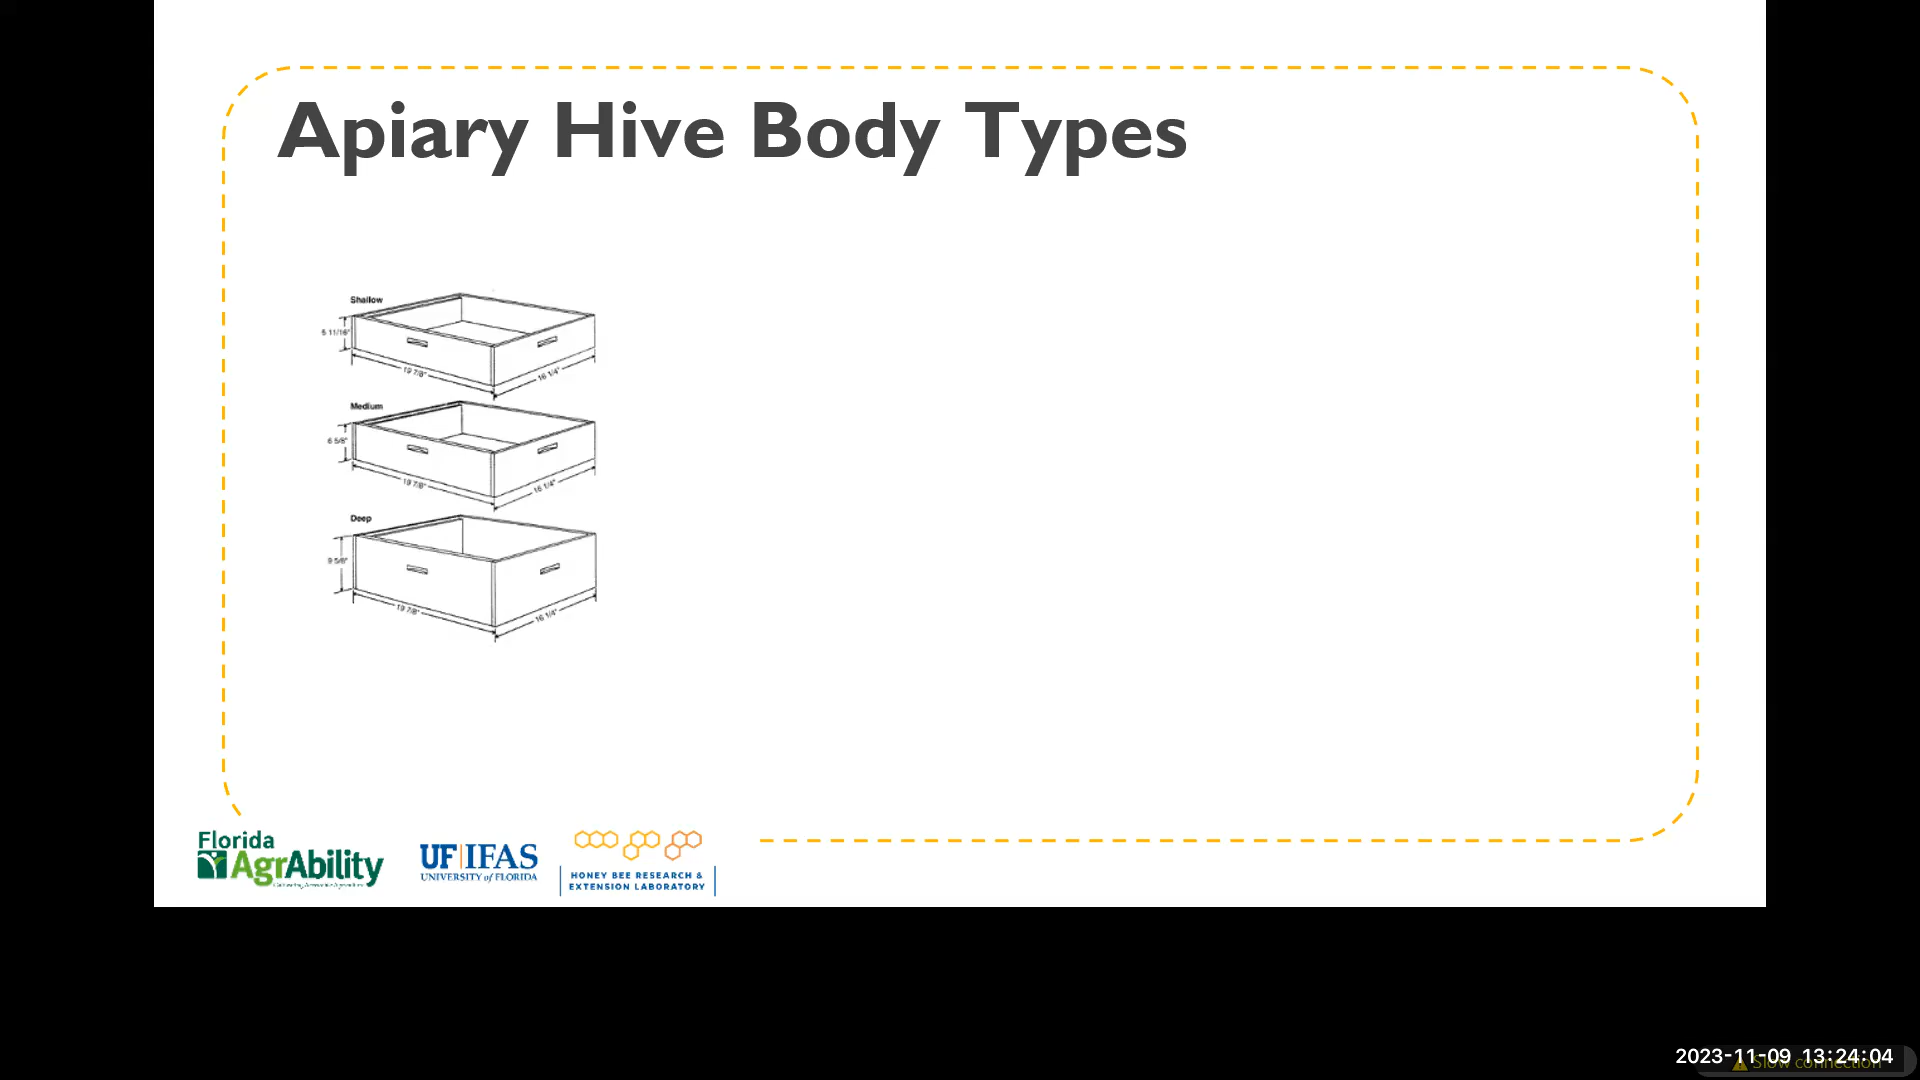 Apiary Hive Body Types
Shallow
5 11/16"
19 7/8"
16 1/4"
Medium
6 5/8"
19 7/8"
16 1/4"
Deep
9 5/8"
19 7/8"
16 1/4"
Florida
AgrAbility
UF|IFAS
UNIVERSITY of FLORIDA
HONEY BEE RESEARCH &
EXTENSION LABORATORY
2023-11-09 13:24:04
Slow connection